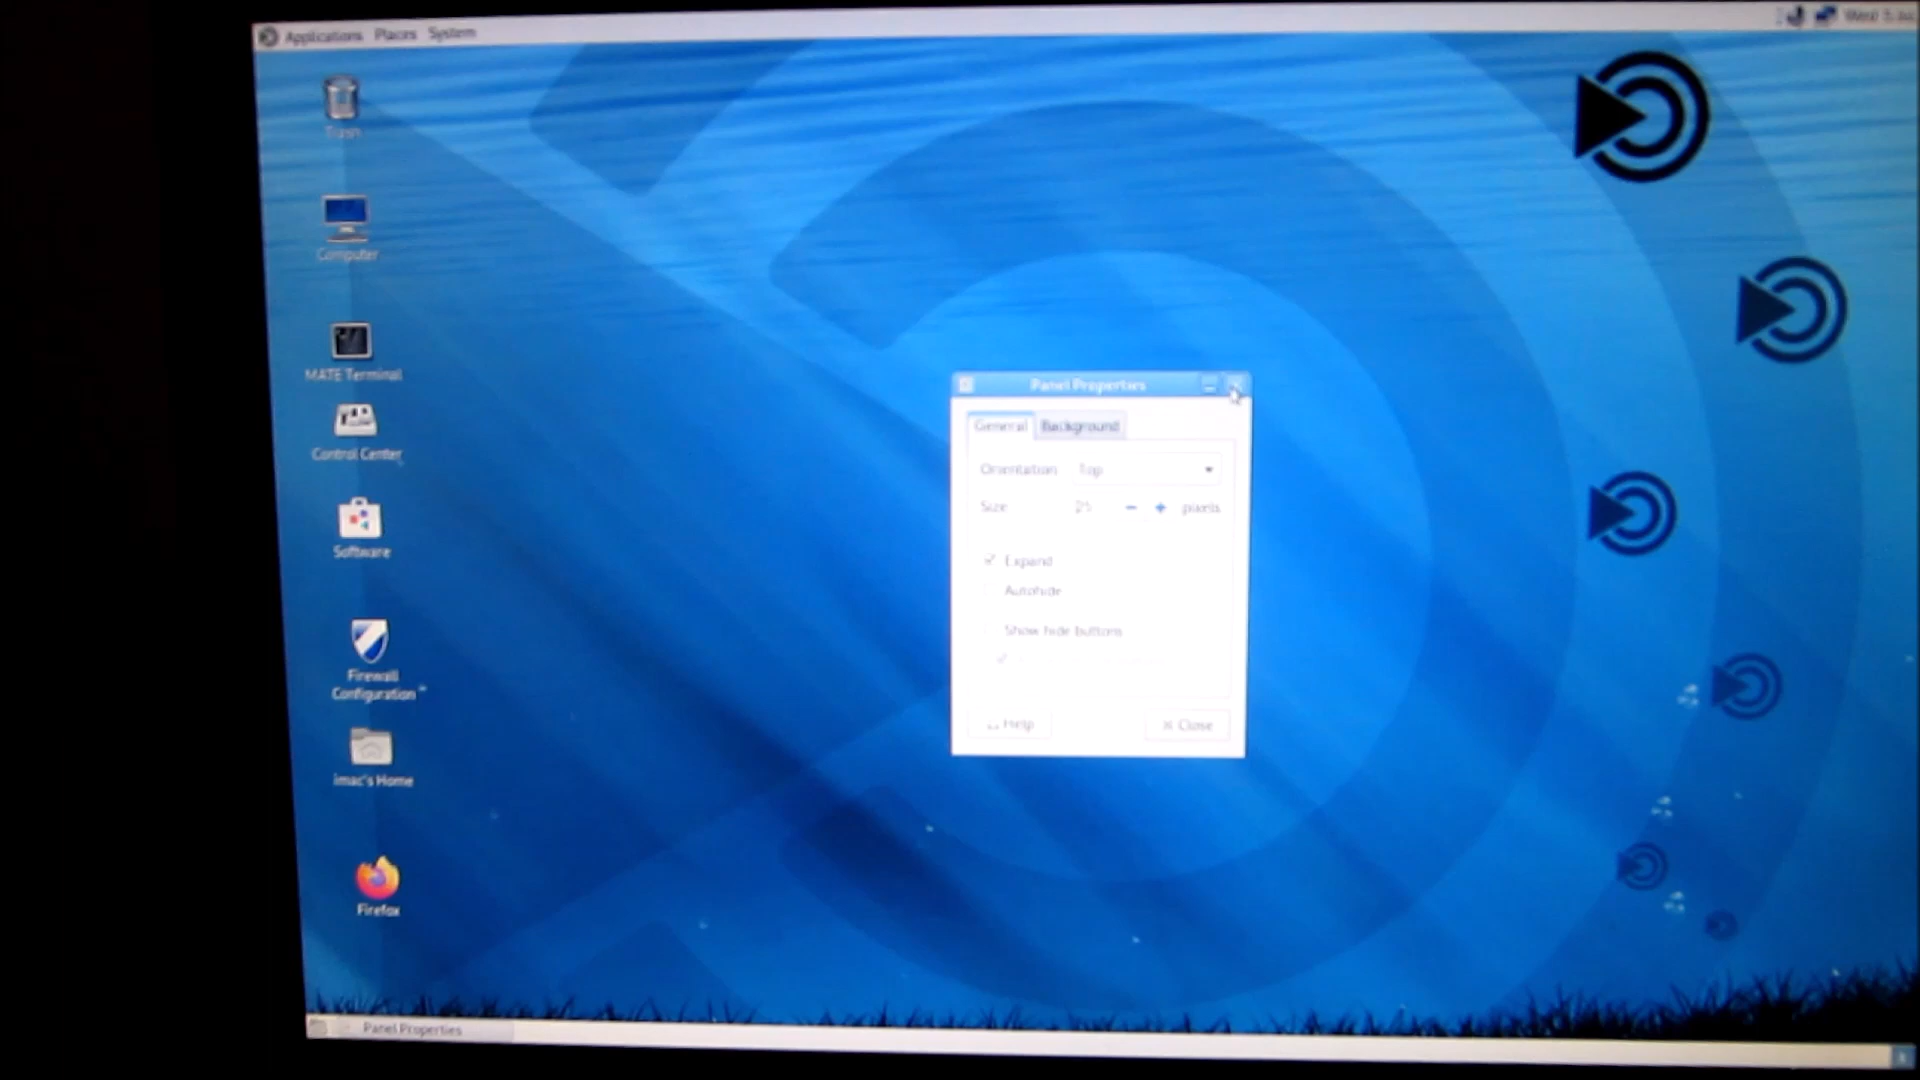 Applications Places System
Trash
Computer
MATE Terminal
Control Center
Software
Firewall
Configuration
imac's Home
Firefox
Panel Properties
General Background
Orientation Top
Size pixels
Expand
Autohide
Show hide buttons
Help Close
Panel Properties